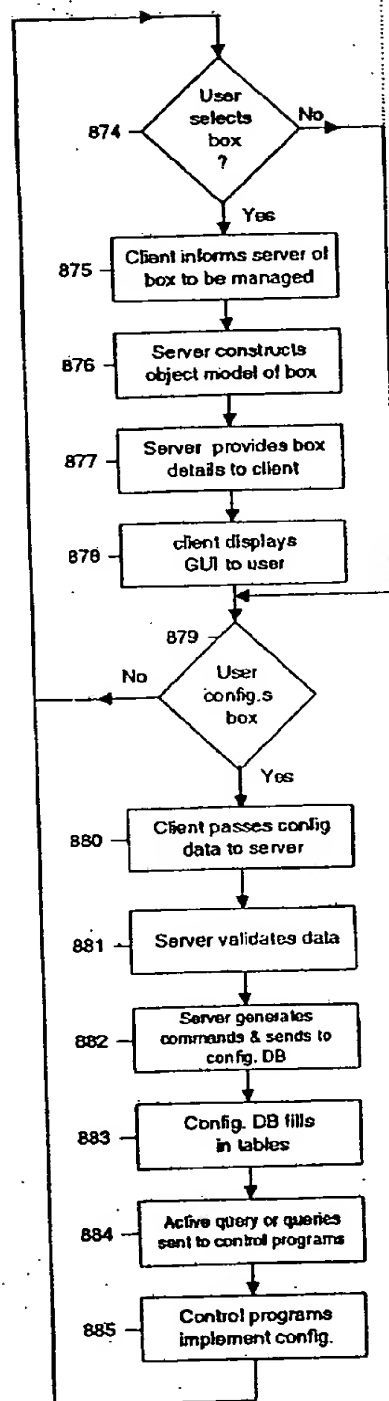 User
selects
box
?
874
No
Yes
875
Client informs server of
box to be managed
876
Server constructs
object model of box
877
Server provides box
details to client
878
client displays
GUI to user
879
User
config.s
box
No
Yes
880
Client passes config
data to server
881
Server validates data
882
Server generates
commands & sends to
config. DB
883
Config. DB fills
in tables
884
Active query or queries
sent to control programs
885
Control programs
implement config.